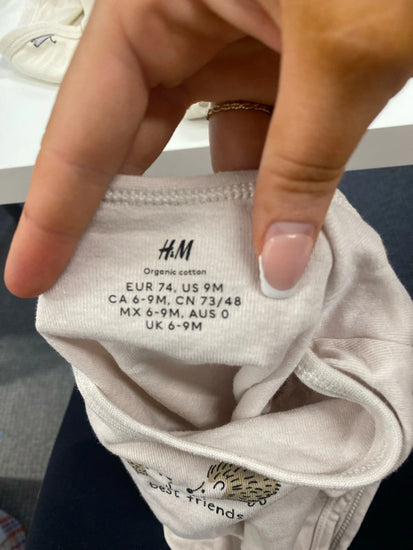 H&M
Organic cotton
EUR 74, US 9M
CA 6-9M, CN 73/48
MX 6-9M, AUS 0
UK 6-9M
best friends